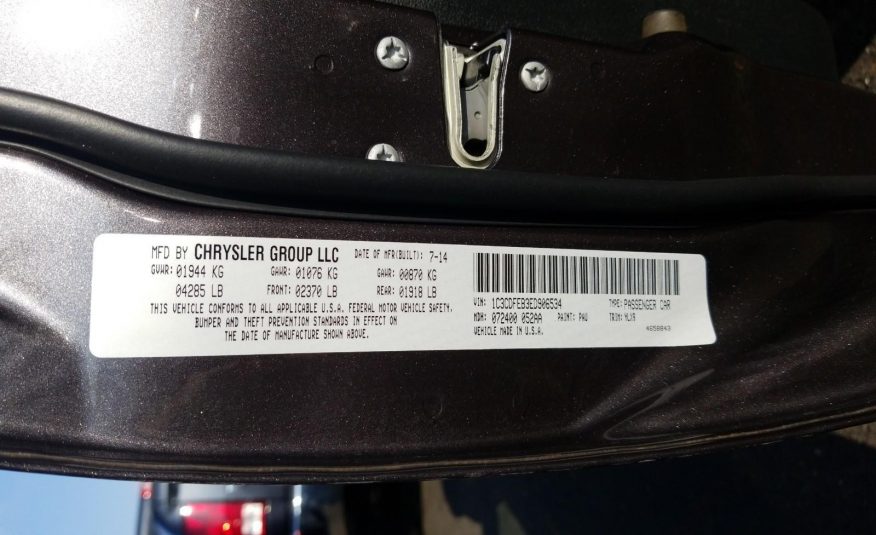 MFD BY CHRYSLER GROUP LLC DATE OF MFR(BUILT): 7-14
GVWR: 01944 KG GAWR: 01076 KG GAWR: 00870 KG
04285 LB FRONT: 02370 LB REAR: 01918 LB
THIS VEHICLE CONFORMS TO ALL APPLICABLE U.S.A. FEDERAL MOTOR VEHICLE SAFETY,
BUMPER AND THEFT PREVENTION STANDARDS IN EFFECT ON
THE DATE OF MANUFACTURE SHOWN ABOVE.
VIN: 1C3CDFEB3ED906534 TYPE: PASSENGER CAR
MDH: 072400 052AA PAINT: PAU TRIM: HLX9
VEHICLE MADE IN U.S.A. 4658843